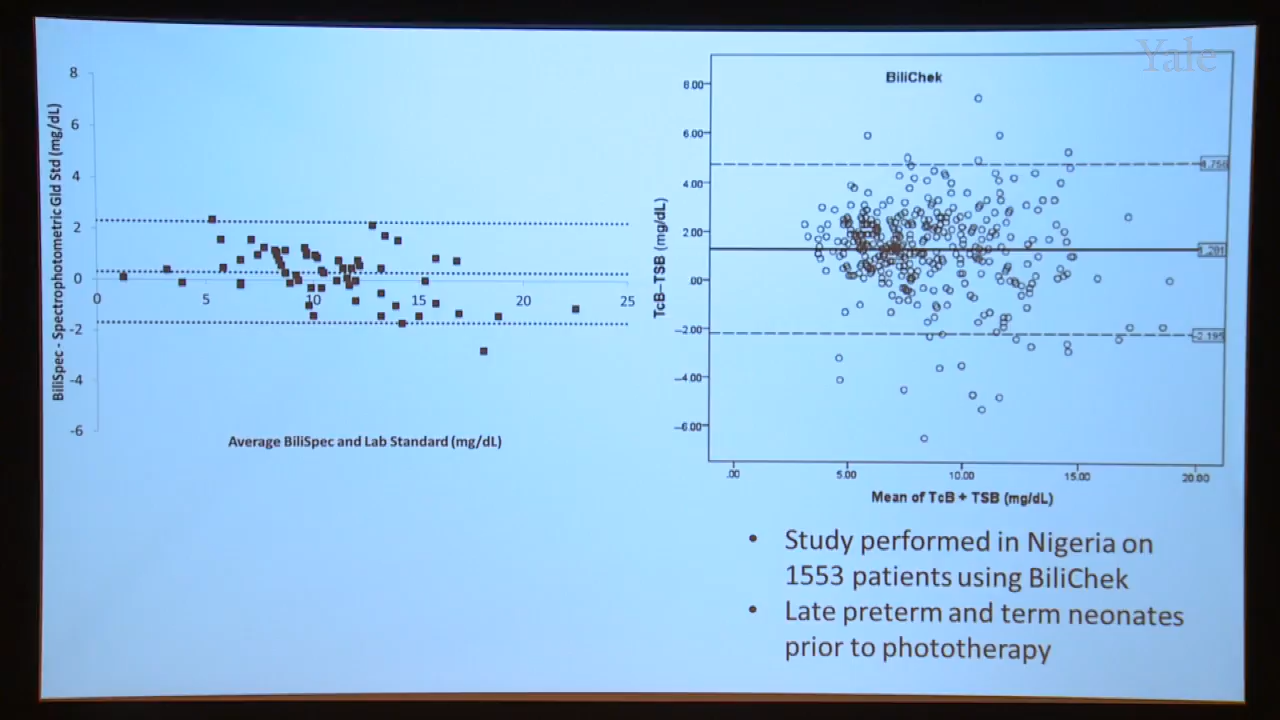 Yale
8
6
4
2
0
-2
-4
-6
0
5
10
15
20
25
BiliSpec - Spectrophotometric Gld Std (mg/dL)
Average BiliSpec and Lab Standard (mg/dL)
BiliChek
8.00
6.00
4.00
2.00
.00
-2.00
-4.00
-6.00
-2.195
.00
5.00
10.00
15.00
20.00
TcB-TSB (mg/dL)
Mean of TcB + TSB (mg/dL)
• Study performed in Nigeria on
1553 patients using BiliChek
• Late preterm and term neonates
prior to phototherapy